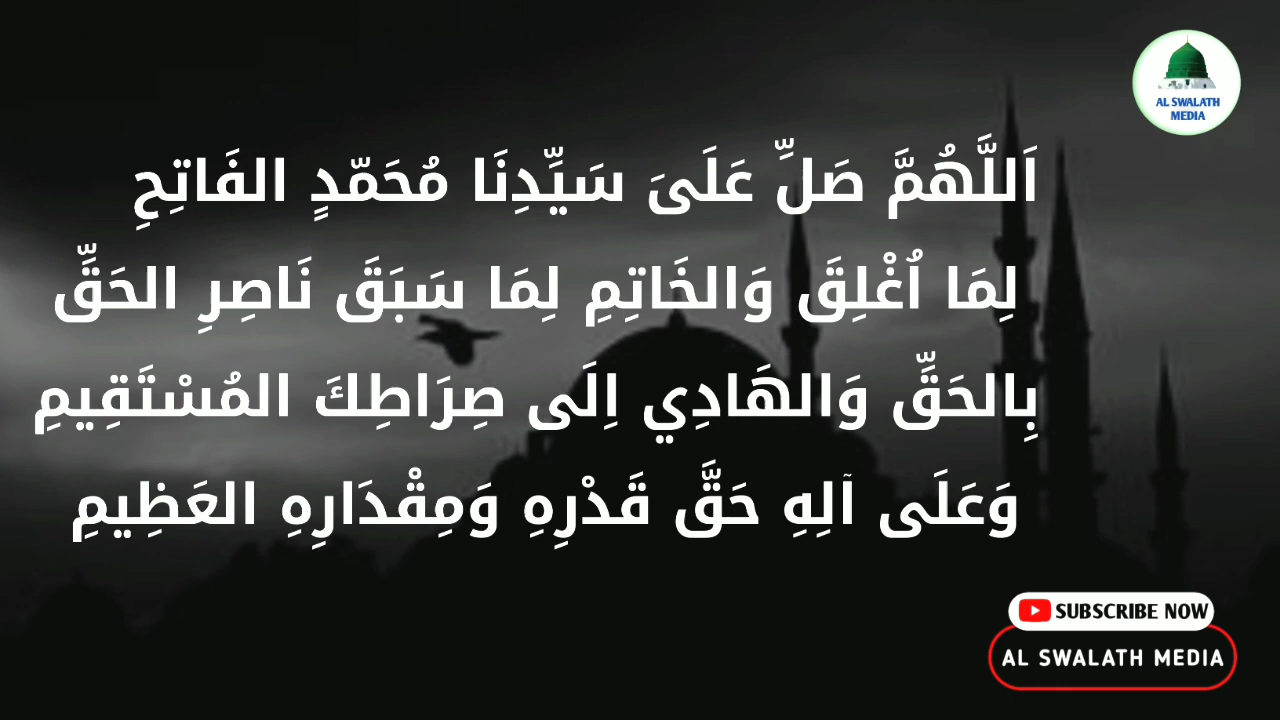 AL SWALATH
MEDIA
اَللَّهُمَّ صَلِّ عَلَىَ سَيِّدِنَا مُحَمّدٍ الفَاتِحِ
لِمَا اُغْلِقَ وَالخَاتِمِ لِمَا سَبَقَ نَاصِرِ الحَقِّ
بِالحَقِّ وَالهَادِي اِلَى صِرَاطِكَ المُسْتَقِيمِ
وَعَلَى آلِهِ حَقَّ قَدْرِهِ وَمِقْدَارِهِ العَظِيمِ
SUBSCRIBE NOW
AL SWALATH MEDIA